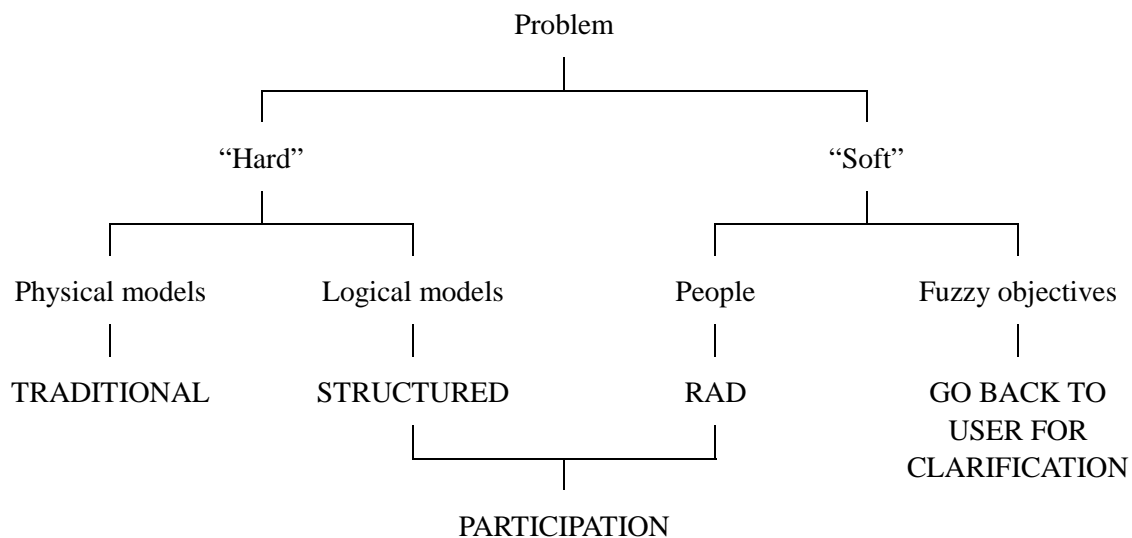 Problem
“Hard”
“Soft”
Physical models
Logical models
People
Fuzzy objectives
TRADITIONAL
STRUCTURED
RAD
GO BACK TO
USER FOR
CLARIFICATION
PARTICIPATION